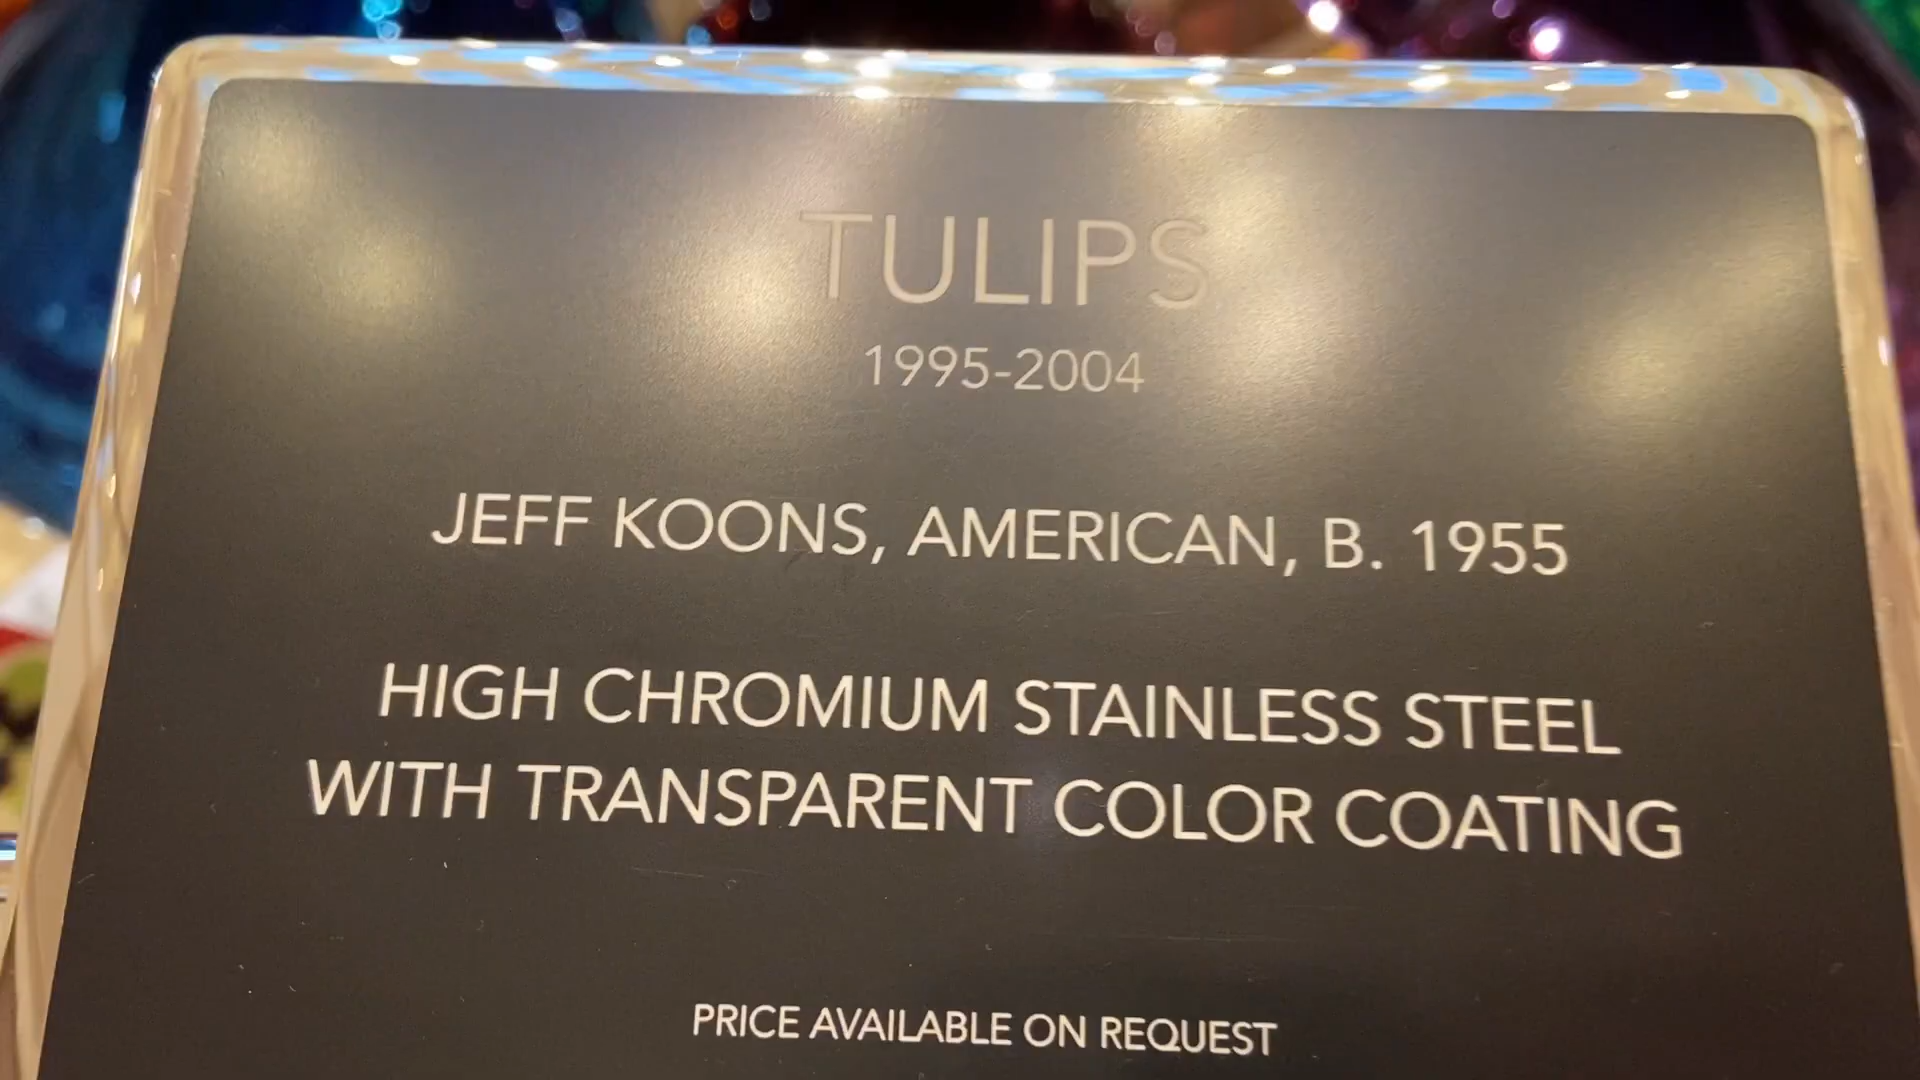 TULIPS
1995-2004
JEFF KOONS, AMERICAN, B. 1955
HIGH CHROMIUM STAINLESS STEEL
WITH TRANSPARENT COLOR COATING
PRICE AVAILABLE ON REQUEST